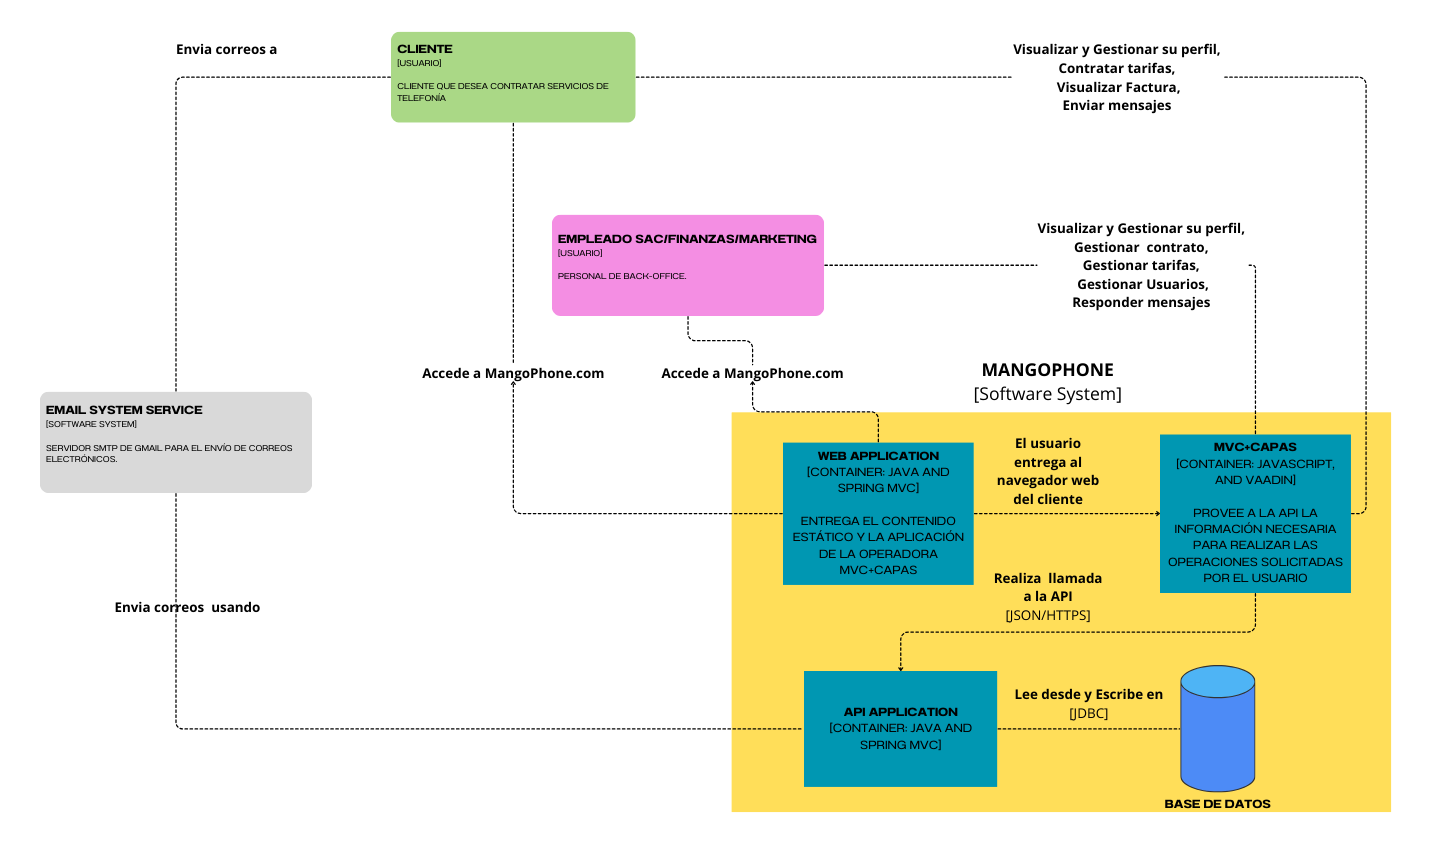 Envia correos a
CLIENTE
[USUARIO]
CLIENTE QUE DESEA CONTRATAR SERVICIOS DE
TELEFONÍA
Visualizar y Gestionar su perfil,
Contratar tarifas,
Visualizar Factura,
Enviar mensajes
EMPLEADO SAC/FINANZAS/MARKETING
[USUARIO]
PERSONAL DE BACK-OFFICE.
Visualizar y Gestionar su perfil,
Gestionar contrato,
Gestionar tarifas,
Gestionar Usuarios,
Responder mensajes
Accede a MangoPhone.com
Accede a MangoPhone.com
MANGOPHONE
[Software System]
EMAIL SYSTEM SERVICE
[SOFTWARE SYSTEM]
SERVIDOR SMTP DE GMAIL PARA EL ENVÍO DE CORREOS
ELECTRÓNICOS.
WEB APPLICATION
[CONTAINER: JAVA AND
SPRING MVC]
ENTREGA EL CONTENIDO
ESTÁTICO Y LA APLICACIÓN
DE LA OPERADORA
MVC+CAPAS
El usuario
entrega al
navegador web
del cliente
MVC+CAPAS
[CONTAINER: JAVASCRIPT,
AND VAADIN]
PROVEE A LA API LA
INFORMACIÓN NECESARIA
PARA REALIZAR LAS
OPERACIONES SOLICITADAS
POR EL USUARIO
Realiza llamada
a la API
[JSON/HTTPS]
Envia correos usando
API APPLICATION
[CONTAINER: JAVA AND
SPRING MVC]
Lee desde y Escribe en
[JDBC]
BASE DE DATOS